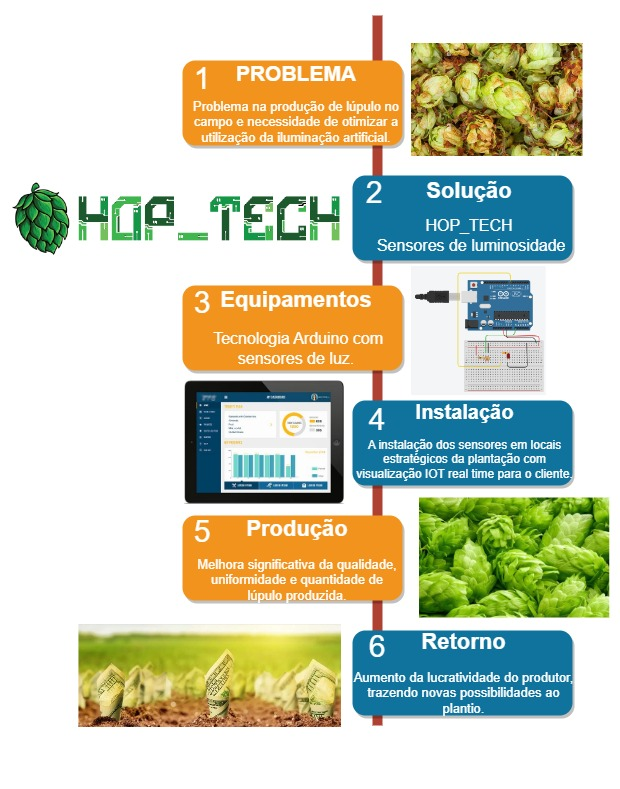 1 PROBLEMA
Problema na produção de lúpulo no
campo e necessidade de otimizar a
utilização da iluminação artificial.
HOP_TECH
2 Solução
HOP_TECH
Sensores de luminosidade
3 Equipamentos
Tecnologia Arduino com
sensores de luz.
4 Instalação
A instalação dos sensores em locais
estratégicos da plantação com
visualização IOT real time para o cliente.
5 Produção
Melhora significativa da qualidade,
uniformidade e quantidade de
lúpulo produzida.
6 Retorno
Aumento da lucratividade do produtor,
trazendo novas possibilidades ao
plantio.